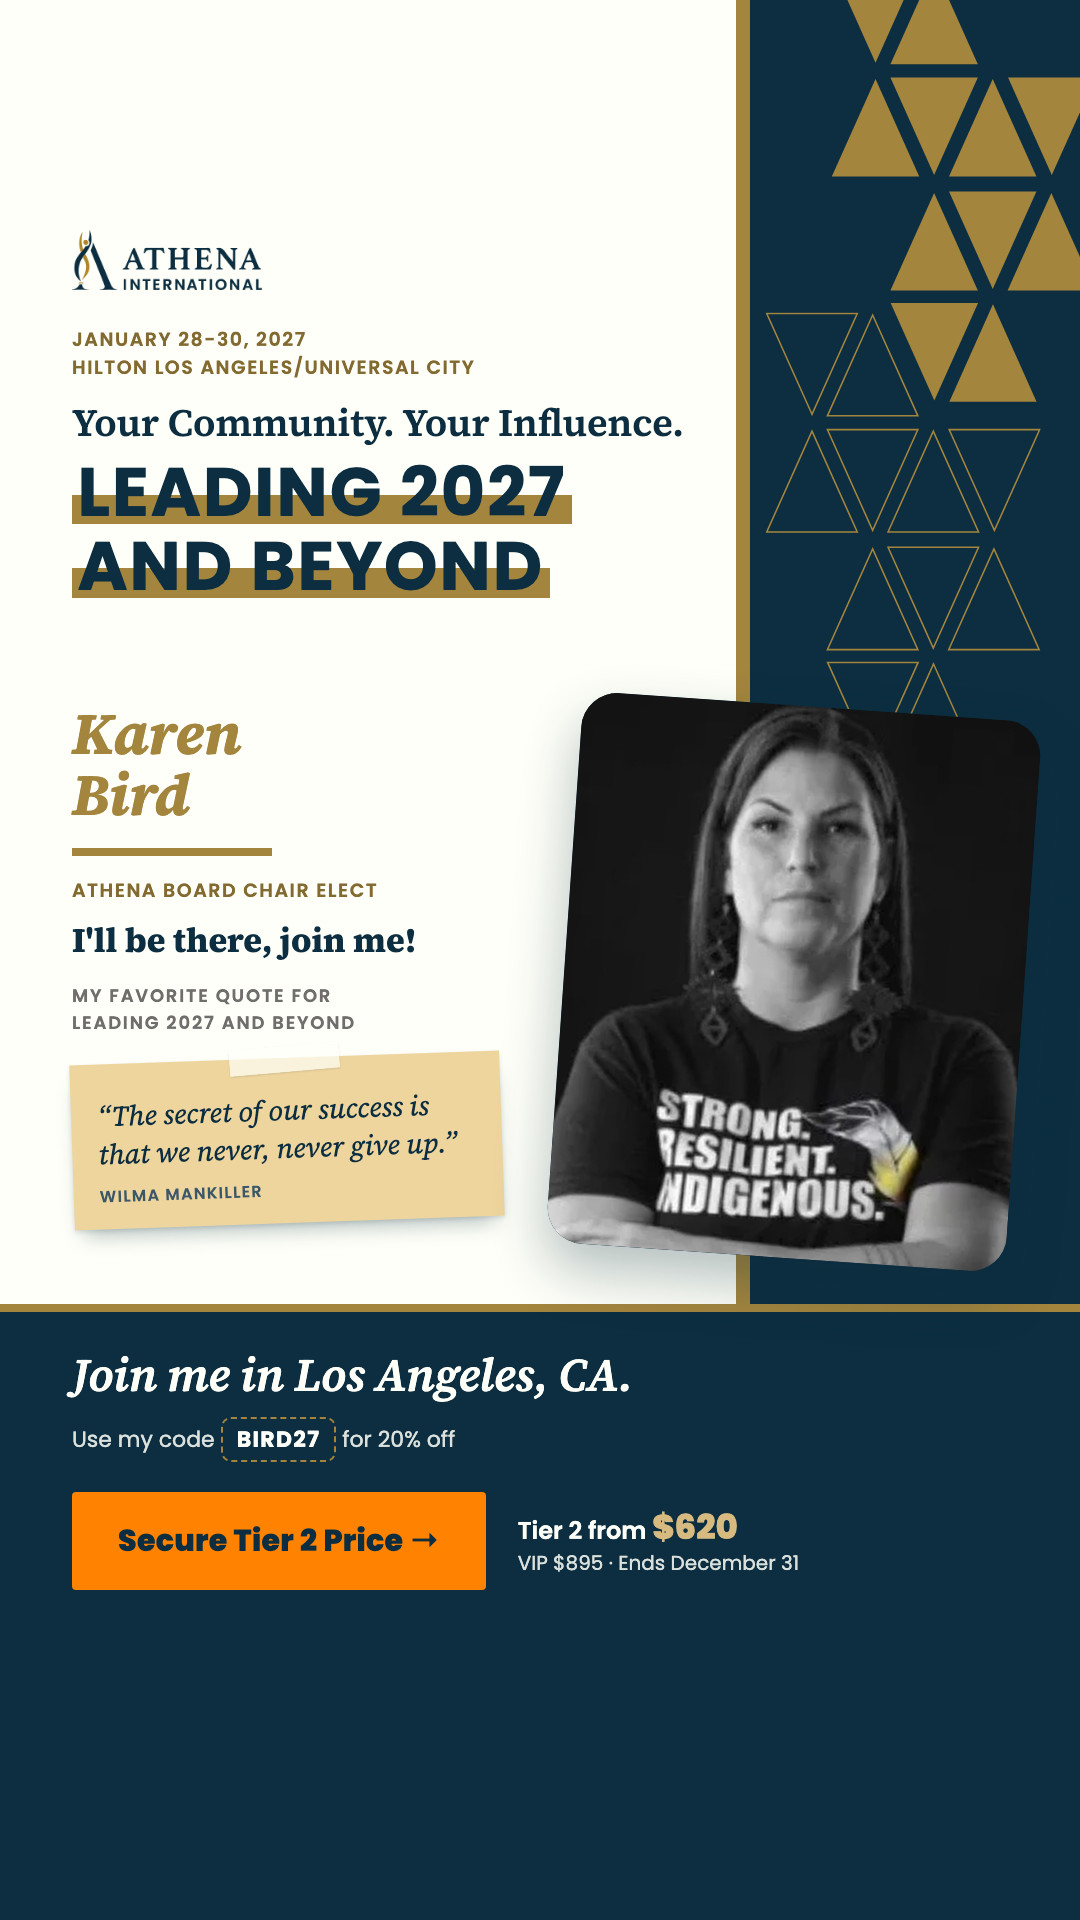 ATHENA
INTERNATIONAL
JANUARY 28-30, 2027
HILTON LOS ANGELES/UNIVERSAL CITY
Your Community. Your Influence.
LEADING 2027
AND BEYOND
Karen
Bird
ATHENA BOARD CHAIR ELECT
I'll be there, join me!
MY FAVORITE QUOTE FOR
LEADING 2027 AND BEYOND
“The secret of our success is
that we never, never give up.”
WILMA MANKILLER
STRONG.
RESILIENT.
INDIGENOUS.
Join me in Los Angeles, CA.
Use my code BIRD27 for 20% off
Secure Tier 2 Price →
Tier 2 from $620
VIP $895 · Ends December 31